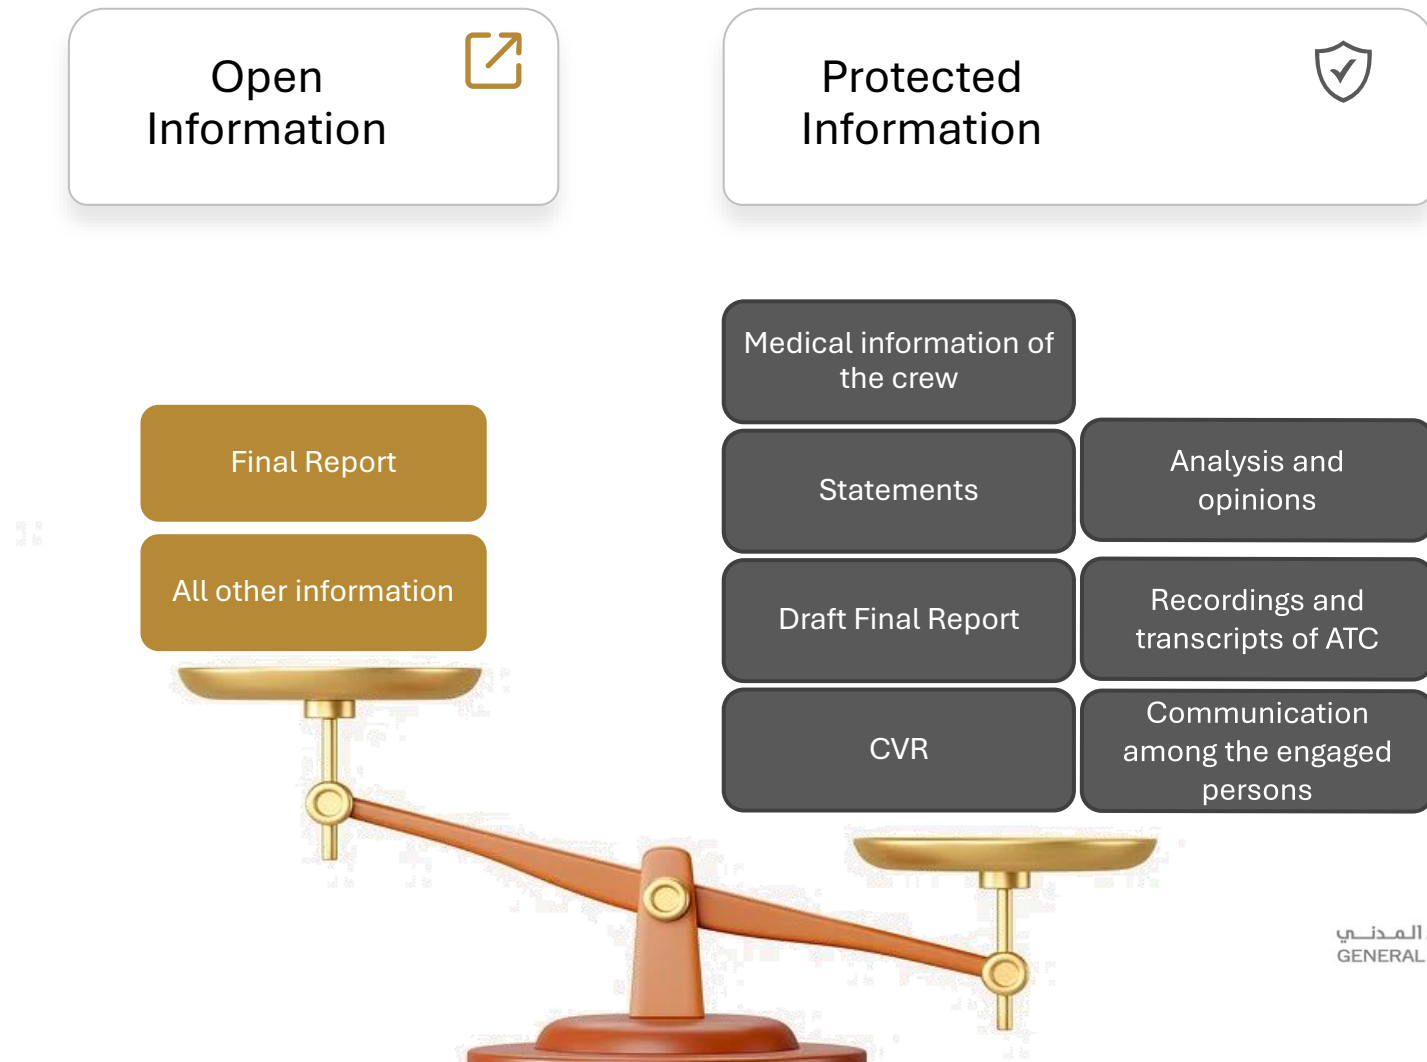 Open
Information
Protected
Information
Medical information of
the crew
Statements
Draft Final Report
CVR
Analysis and
opinions
Recordings and
transcripts of ATC
Communication
among the engaged
persons
Final Report
All other information
المدني
GENERAL